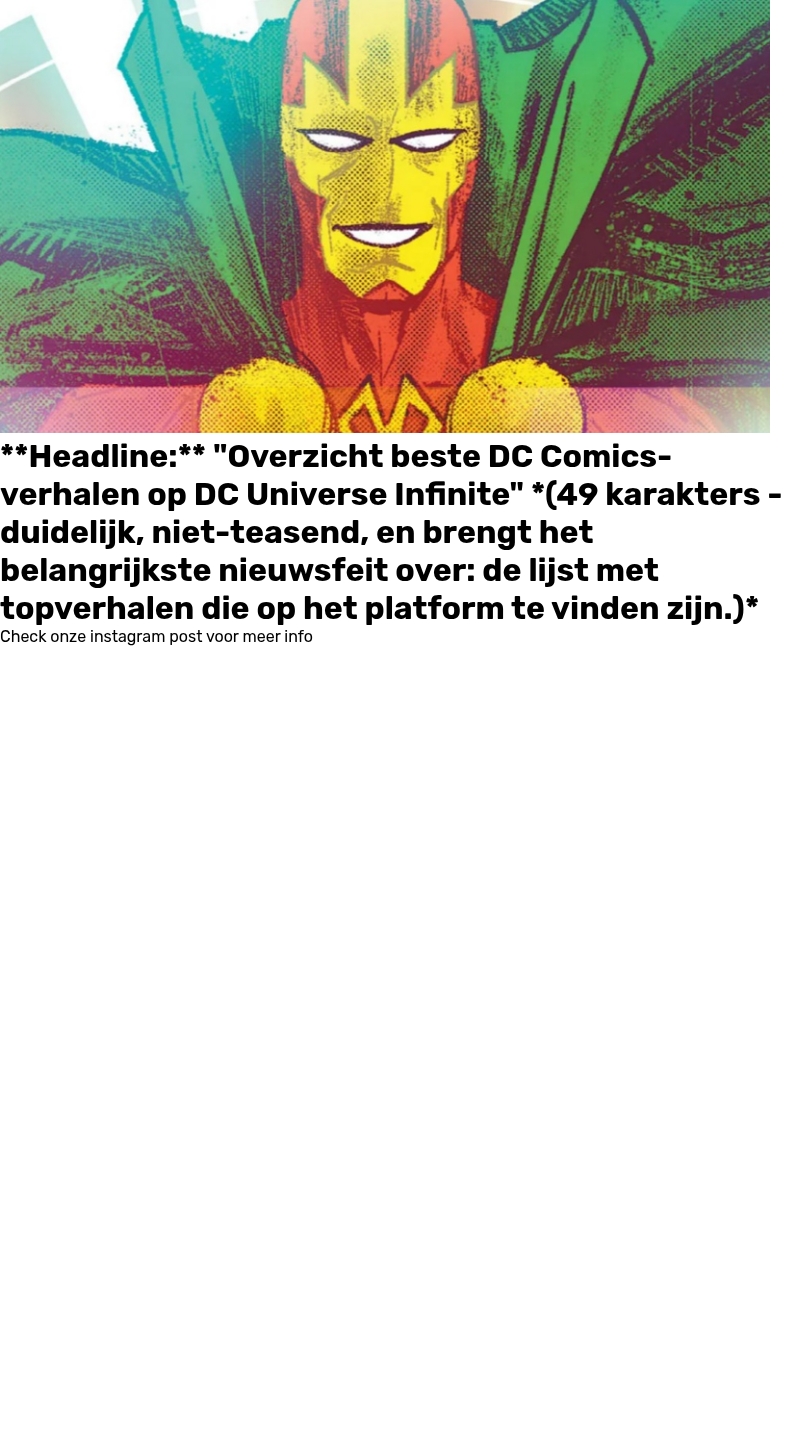 **Headline:** "Overzicht beste DC Comics-
verhalen op DC Universe Infinite" *(49 karakters -
duidelijk, niet-teasend, en brengt het
belangrijkste nieuwsfeit over: de lijst met
topverhalen die op het platform te vinden zijn.)*
Check onze instagram post voor meer info